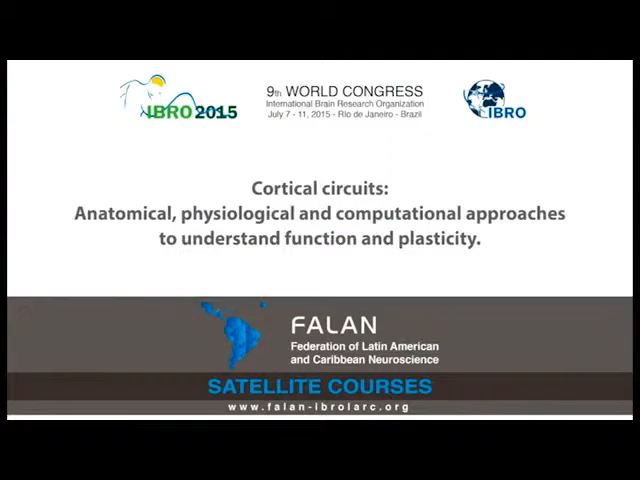 IBRO 2015
9th WORLD CONGRESS
International Brain Research Organization
July 7 - 11, 2015 - Rio de Janeiro - Brazil
IBRO
Cortical circuits:
Anatomical, physiological and computational approaches
to understand function and plasticity.
FALAN
Federation of Latin American
and Caribbean Neuroscience
SATELLITE COURSES
www.falan-ibrolarc.org